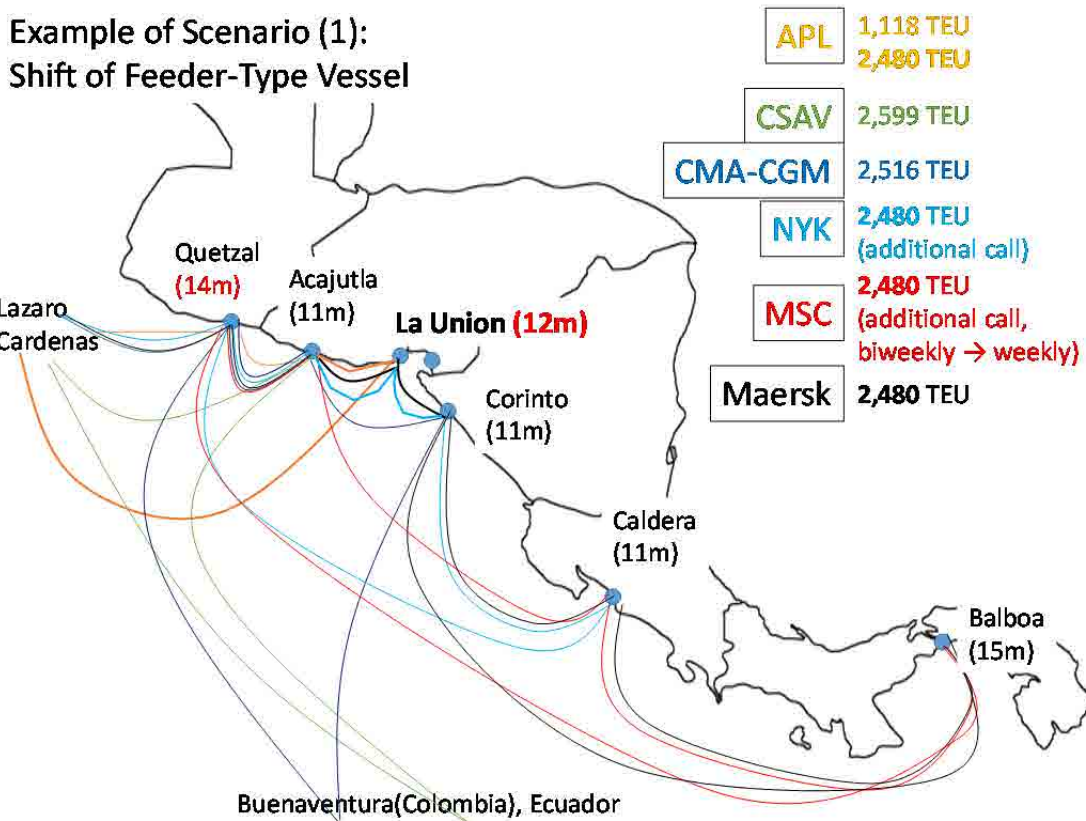 Example of Scenario (1):
Shift of Feeder-Type Vessel
APL
1,118 TEU
2,480 TEU
CSAV
2,599 TEU
CMA-CGM
2,516 TEU
NYK
2,480 TEU
(additional call)
MSC
2,480 TEU
(additional call,
biweekly → weekly)
Maersk
2,480 TEU
Quetzal
(14m)
Acajutla
(11m)
Lazaro
Cardenas
La Union (12m)
Corinto
(11m)
Caldera
(11m)
Balboa
(15m)
Buenaventura(Colombia), Ecuador